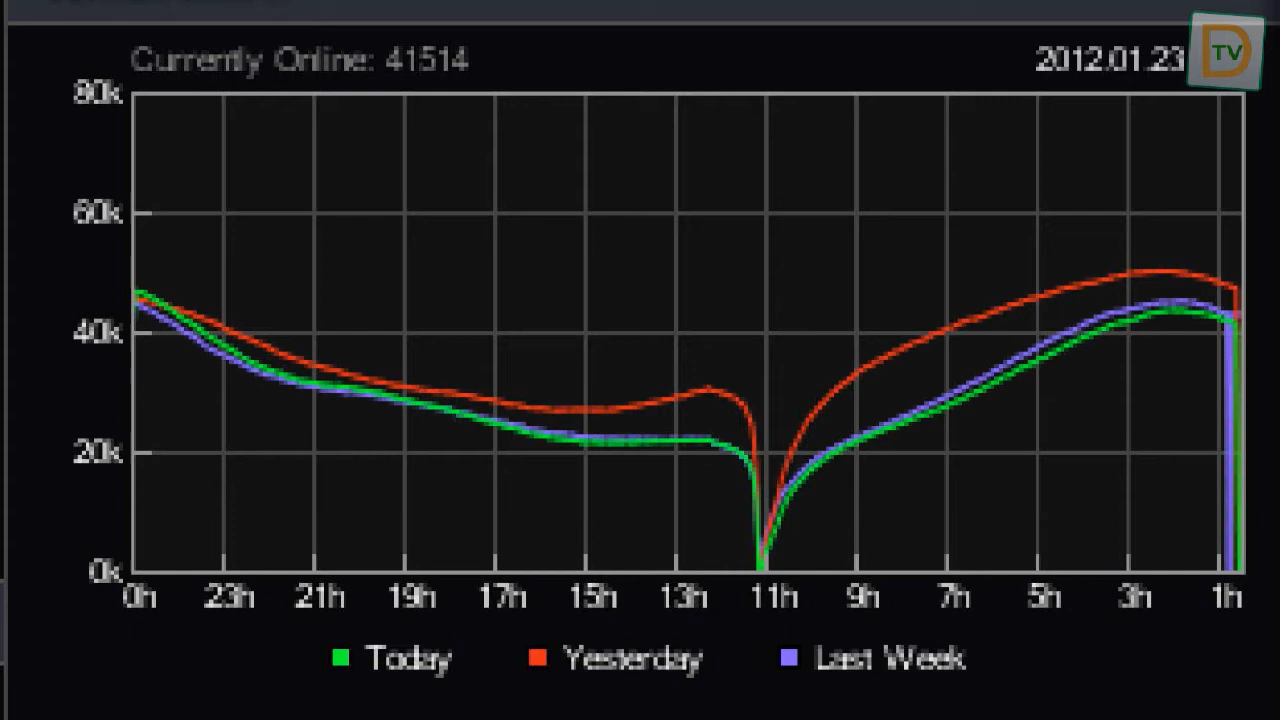 Currently Online: 41514 2012.01.23
D TV
80k
60k
40k
20k
0k
0h 23h 21h 19h 17h 15h 13h 11h 9h 7h 5h 3h 1h
Today Yesterday Last Week